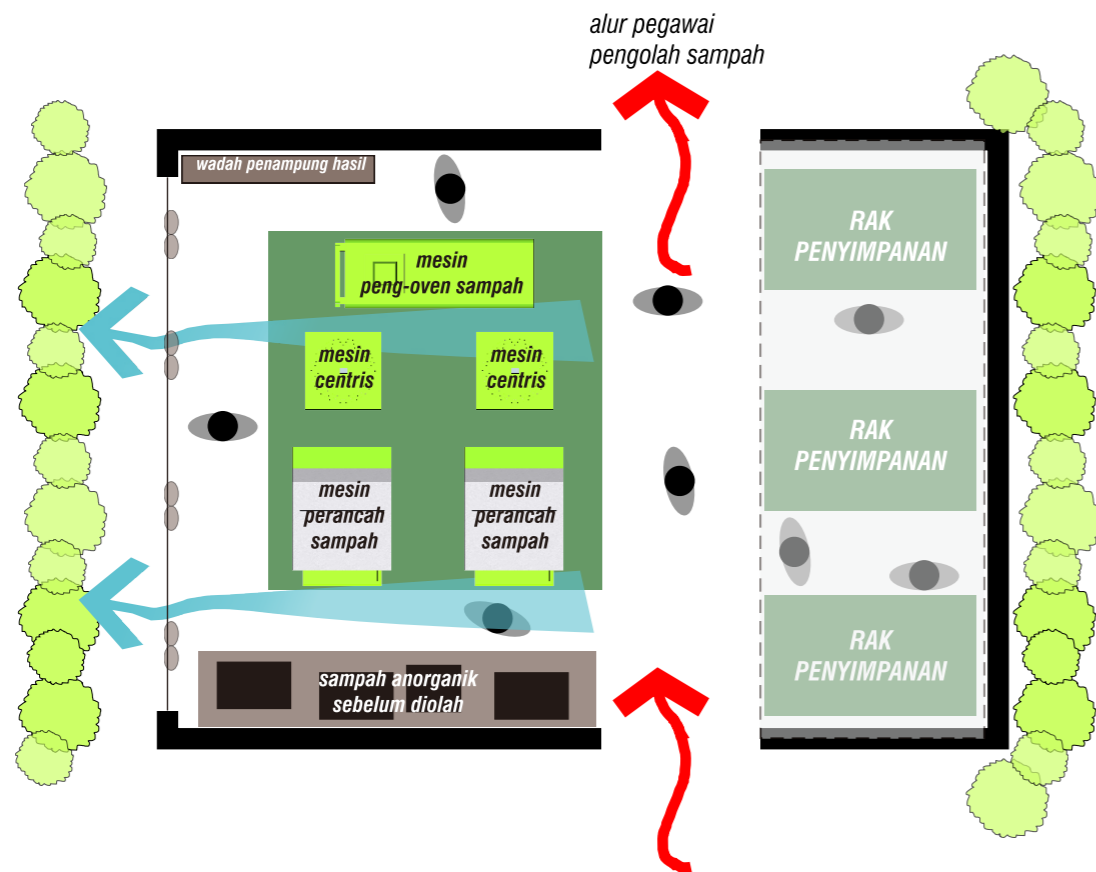 alur pegawai
pengolah sampah
wadah penampung hasil
RAK
PENYIMPANAN
mesin
peng-oven sampah
mesin
centris
mesin
centris
RAK
PENYIMPANAN
mesin
perancah
sampah
mesin
perancah
sampah
RAK
PENYIMPANAN
sampah anorganik
sebelum diolah